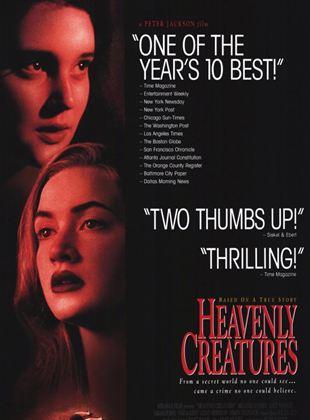 a PETER JACKSON film
"ONE OF THE
YEAR'S 10 BEST!"
– Time Magazine
– Entertainment Weekly
– New York Newsday
– New York Post
– Chicago Sun-Times
– The Washington Post
– Los Angeles Times
– The Boston Globe
– San Francisco Chronicle
– Atlanta Journal Constitution
– The Orange County Register
– Baltimore City Paper
– Dallas Morning News
"TWO THUMBS UP!"
– Siskel & Ebert
"THRILLING!"
– Time Magazine
BASED ON A TRUE STORY
HEAVENLY
CREATURES
From a secret world no one could see...
came a crime no one could believe.